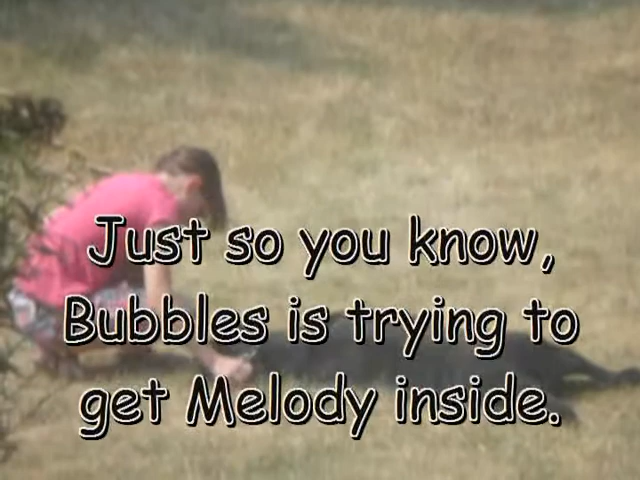 Just so you know,
Bubbles is trying to
get Melody inside.